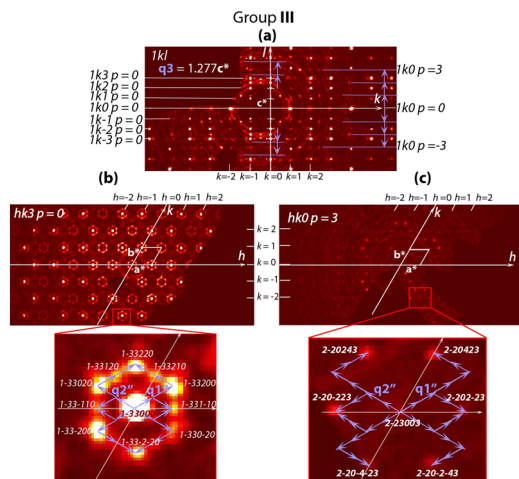 Group III
(a)
1kl
l
q3 = 1.277c*
1k3 p = 0
1k2 p = 0
1k1 p = 0
1k0 p = 0
1k-1 p = 0
1k-2 p = 0
1k-3 p = 0
c*
k
1k0 p = 3
1k0 p = 0
1k0 p = -3
k=-2
k=-1
k=0
k=1
k=2
(b)
h=-2
h=-1
h =0
h=1
h=2
hk3 p = 0
k
b*
a*
h
k = 2
k = 1
k = 0
k = -1
k = -2
(c)
h=-2
h=-1
h =0
h=1
h=2
hk0 p = 3
k
b*
a*
h
1-33220
1-33120
1-33210
1-33020
1-33200
q2''
1-33-110
1-3300
1-331-10
1-33-200
1-330-20
1-33-2-20
2-20243
2-20423
q2''
q1''
2-20-223
2-202-23
2-23003
2-20-4-23
2-20-2-43